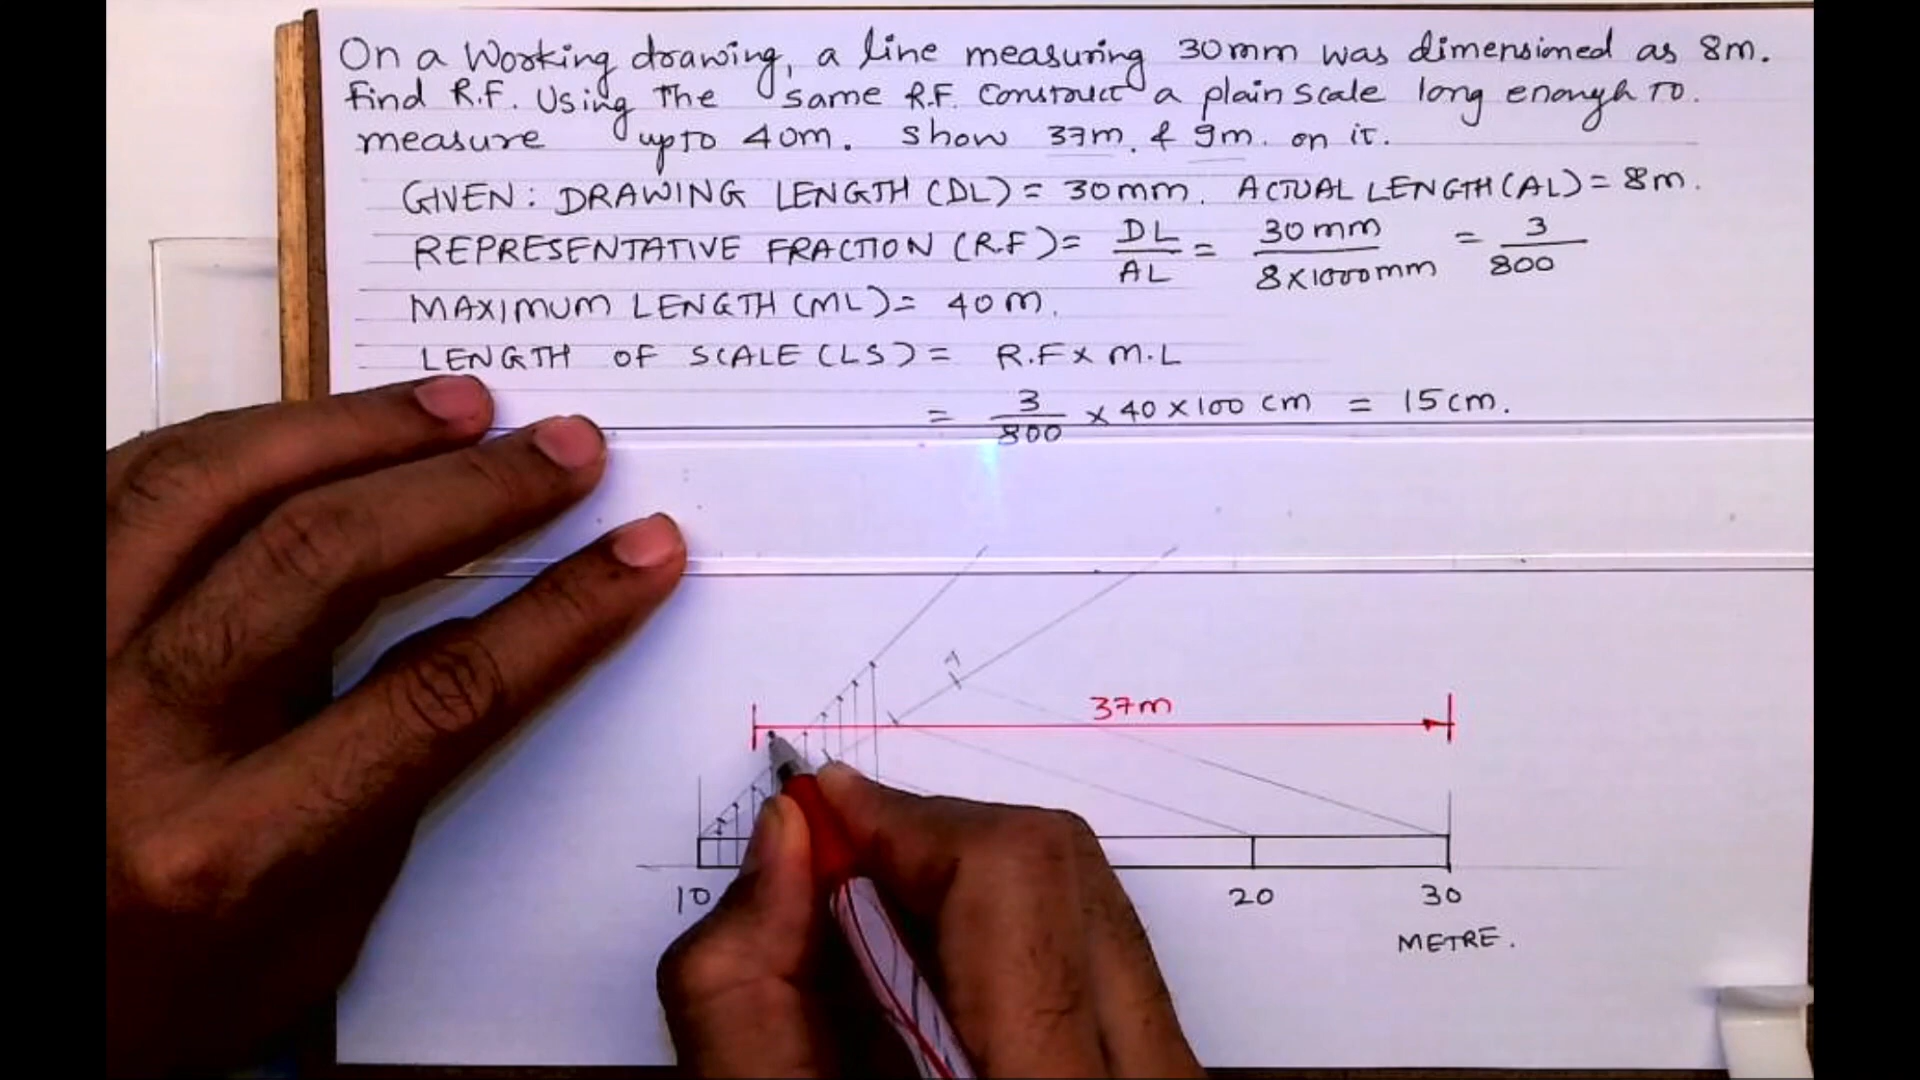 On a Working drawing, a line measuring 30mm was dimensioned as 8m.
find R.F. Using The same R.F. Construct a plain scale long enough To.
measure upto 40m. show 37m. & 9m. on it.
GIVEN: DRAWING LENGTH (DL) = 30mm. ACTUAL LENGTH (AL) = 8m.
REPRESENTATIVE FRACTION (R.F) = DL/AL = 30mm/8×1000mm = 3/800
MAXIMUM LENGTH (ML) = 40m.
LENGTH OF SCALE (LS) = R.F × M.L
= 3/800 × 40 × 100 cm = 15cm.
A
37m
10 20 30
METRE.